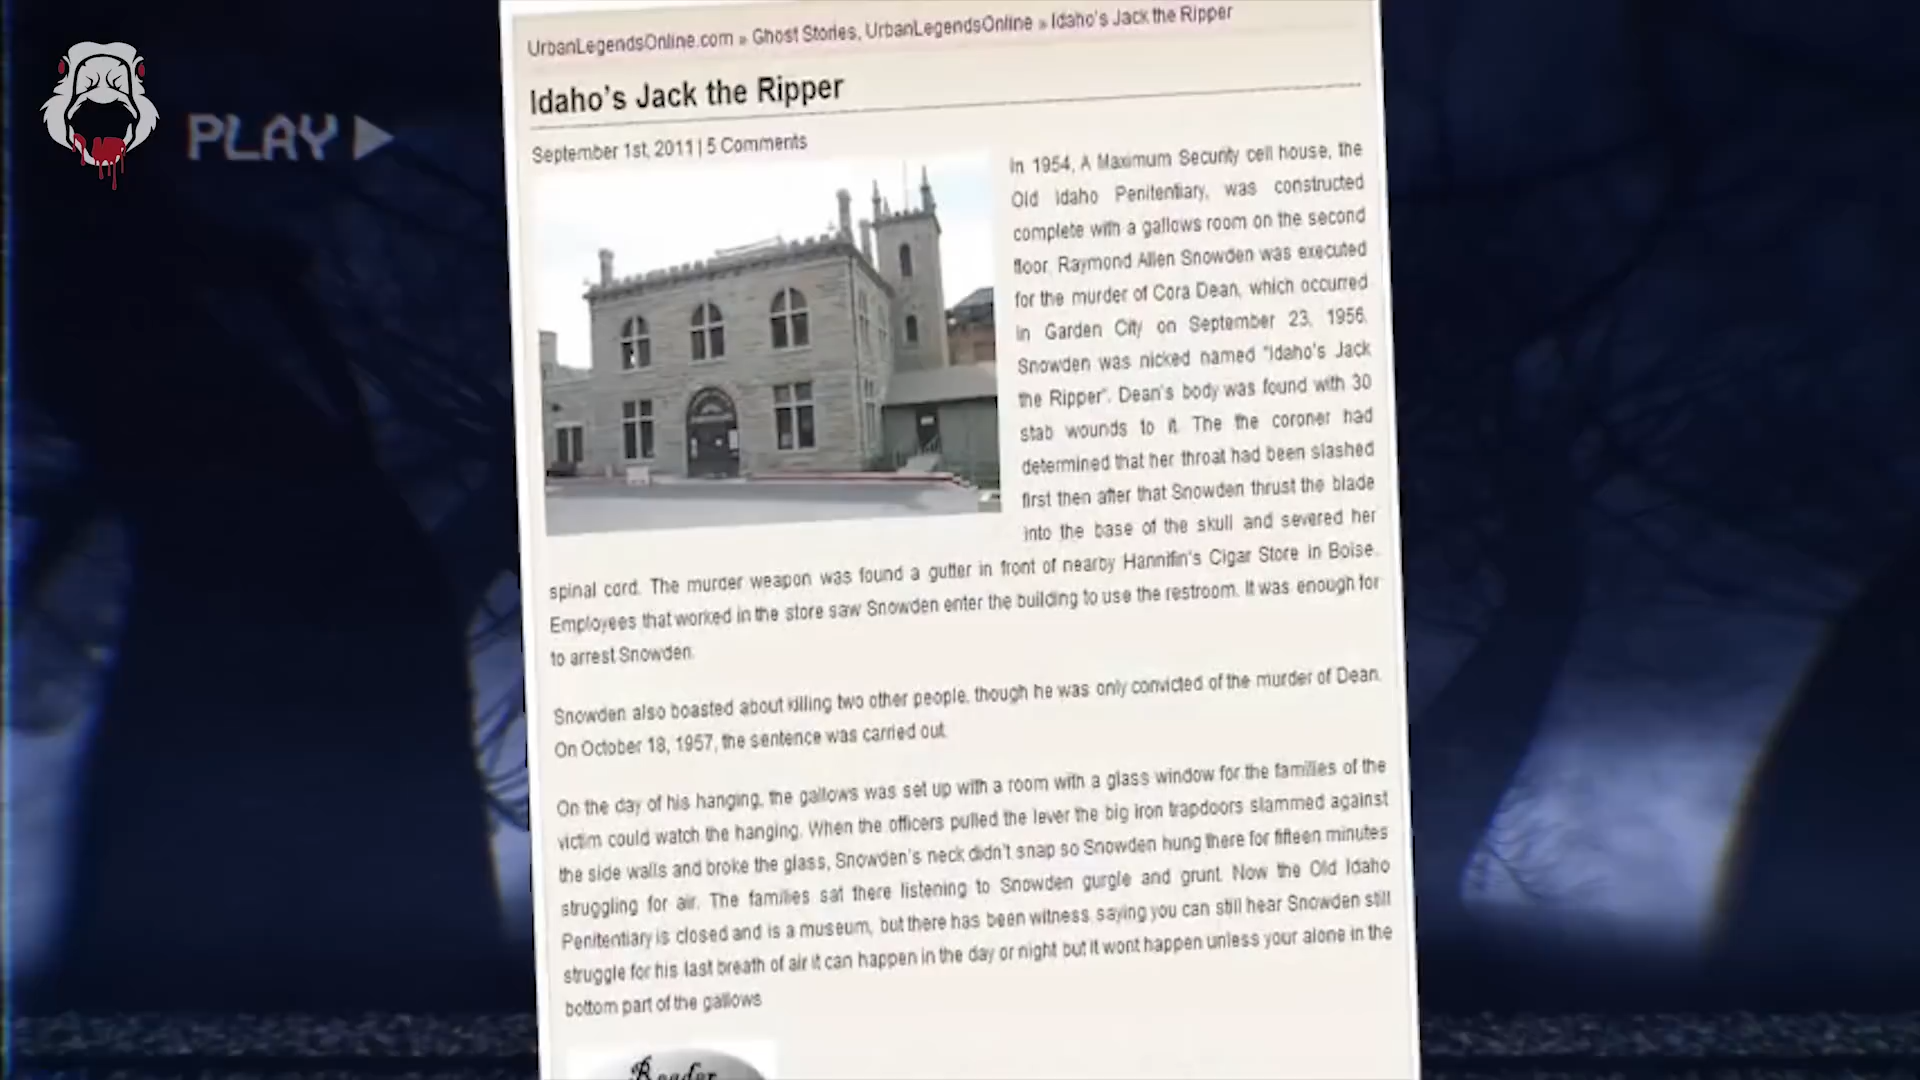 PLAY
UrbanLegendsOnline.com » Ghost Stories, UrbanLegendsOnline » Idaho's Jack the Ripper
Idaho's Jack the Ripper
September 1st, 2011 | 5 Comments
In 1954, A Maximum Security cell house, the
Old Idaho Penitentiary, was constructed
complete with a gallows room on the second
floor. Raymond Allen Snowden was executed
for the murder of Cora Dean, which occurred
in Garden City on September 23, 1956.
Snowden was nicked named "Idaho's Jack
the Ripper". Dean's body was found with 30
stab wounds to it. The the coroner had
determined that her throat had been slashed
first then after that Snowden thrust the blade
into the base of the skull and severed her
spinal cord. The murder weapon was found a gutter in front of nearby Hannifin's Cigar Store in Boise.
Employees that worked in the store saw Snowden enter the building to use the restroom. It was enough for
to arrest Snowden.
Snowden also boasted about killing two other people, though he was only convicted of the murder of Dean.
On October 18, 1957, the sentence was carried out.
On the day of his hanging, the gallows was set up with a room with a glass window for the families of the
victim could watch the hanging. When the officers pulled the lever the big iron trapdoors slammed against
the side walls and broke the glass, Snowden's neck didn't snap so Snowden hung there for fifteen minutes
struggling for air. The families sat there listening to Snowden gurgle and grunt. Now the Old Idaho
Penitentiary is closed and is a museum, but there has been witness saying you can still hear Snowden still
struggle for his last breath of air it can happen in the day or night but it wont happen unless your alone in the
bottom part of the gallows
Reader